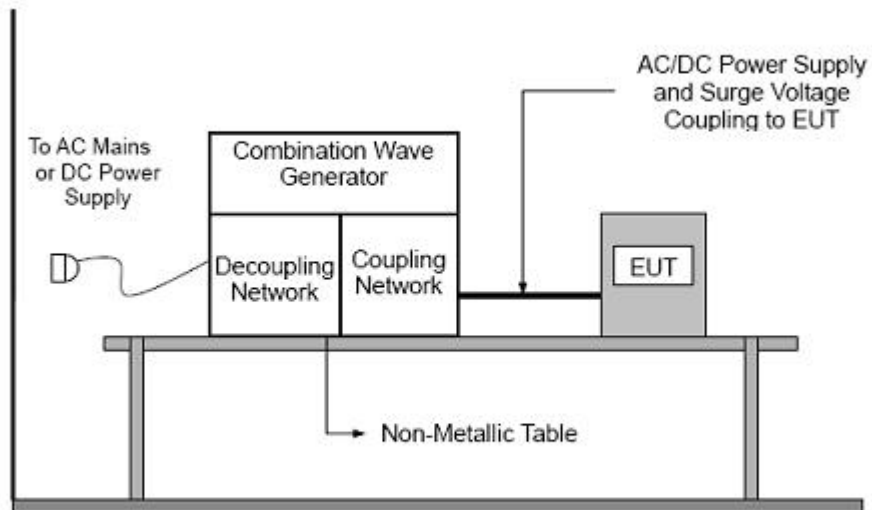 AC/DC Power Supply
and Surge Voltage
Coupling to EUT
To AC Mains
or DC Power
Supply
Combination Wave
Generator
Decoupling
Network
Coupling
Network
EUT
Non-Metallic Table